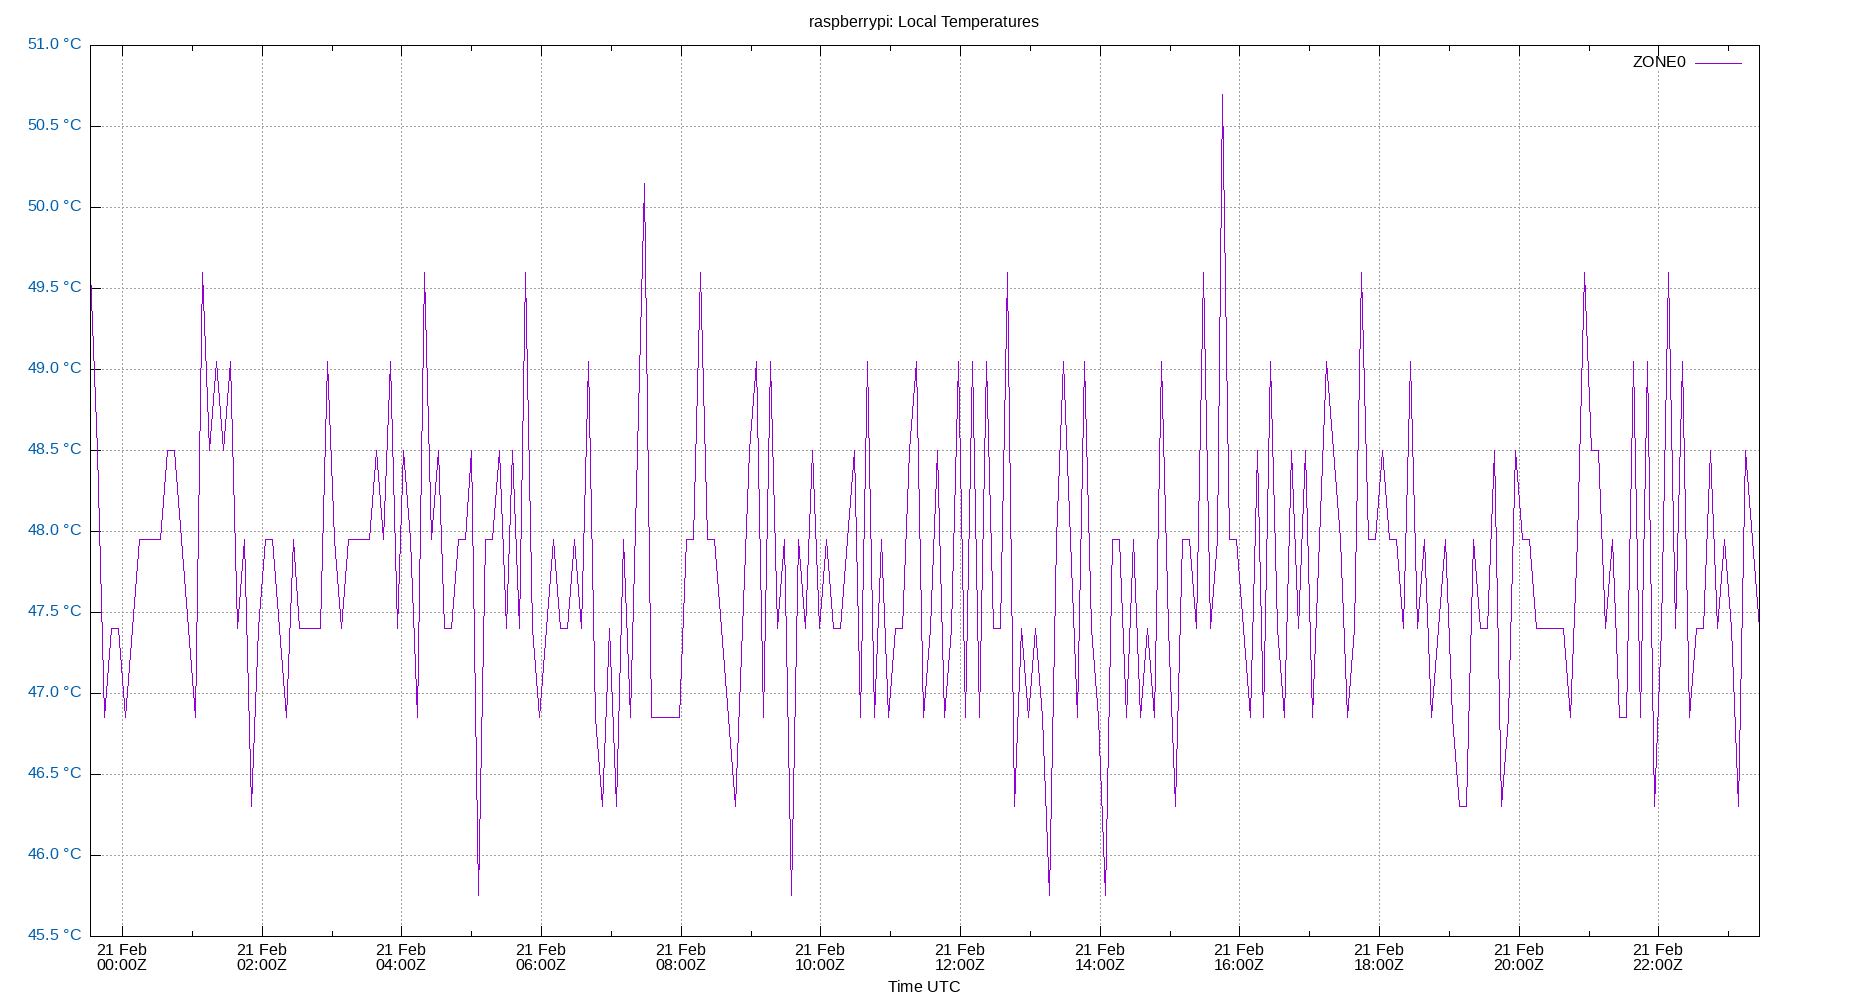 raspberrypi: Local Temperatures
51.0 °C
ZONE0
50.5 °C
50.0 °C
49.5 °C
49.0 °C
48.5 °C
48.0 °C
47.5 °C
47.0 °C
46.5 °C
46.0 °C
45.5 °C
21 Feb 21 Feb 21 Feb 21 Feb 21 Feb 21 Feb 21 Feb 21 Feb 21 Feb 21 Feb 21 Feb 21 Feb
00:00Z 02:00Z 04:00Z 06:00Z 08:00Z 10:00Z 12:00Z 14:00Z 16:00Z 18:00Z 20:00Z 22:00Z
Time UTC